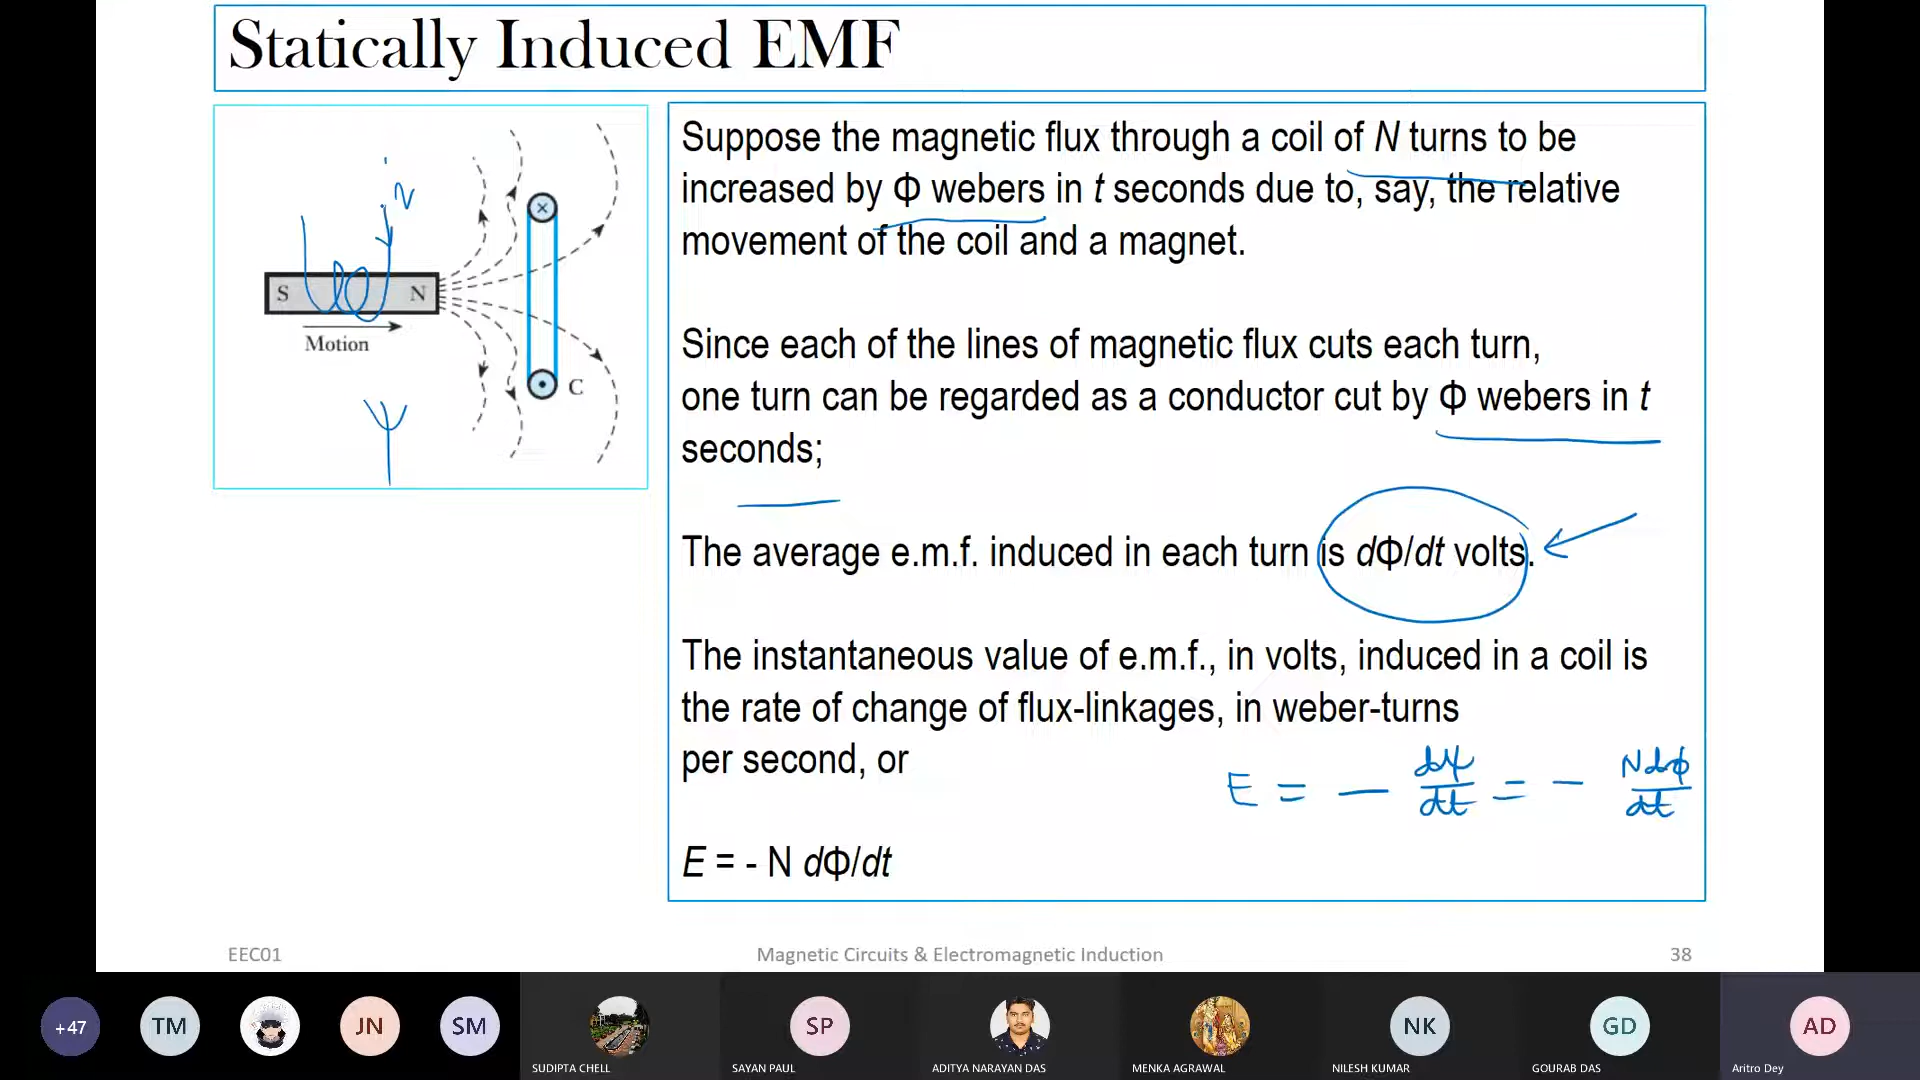 Statically Induced EMF
N
S
N
Motion
C
Ψ
Suppose the magnetic flux through a coil of N turns to be
increased by Φ webers in t seconds due to, say, the relative
movement of the coil and a magnet.
Since each of the lines of magnetic flux cuts each turn,
one turn can be regarded as a conductor cut by Φ webers in t
seconds;
The average e.m.f. induced in each turn is dΦ/dt volts.
The instantaneous value of e.m.f., in volts, induced in a coil is
the rate of change of flux-linkages, in weber-turns
per second, or
E = - dΨ/dt = - Ndφ/dt
E = - N dΦ/dt
EEC01
Magnetic Circuits & Electromagnetic Induction
38
+47
TM
JN
SM
SP
NK
GD
AD
SUDIPTA CHELL
SAYAN PAUL
ADITYA NARAYAN DAS
MENKA AGRAWAL
NILESH KUMAR
GOURAB DAS
Aritro Dey